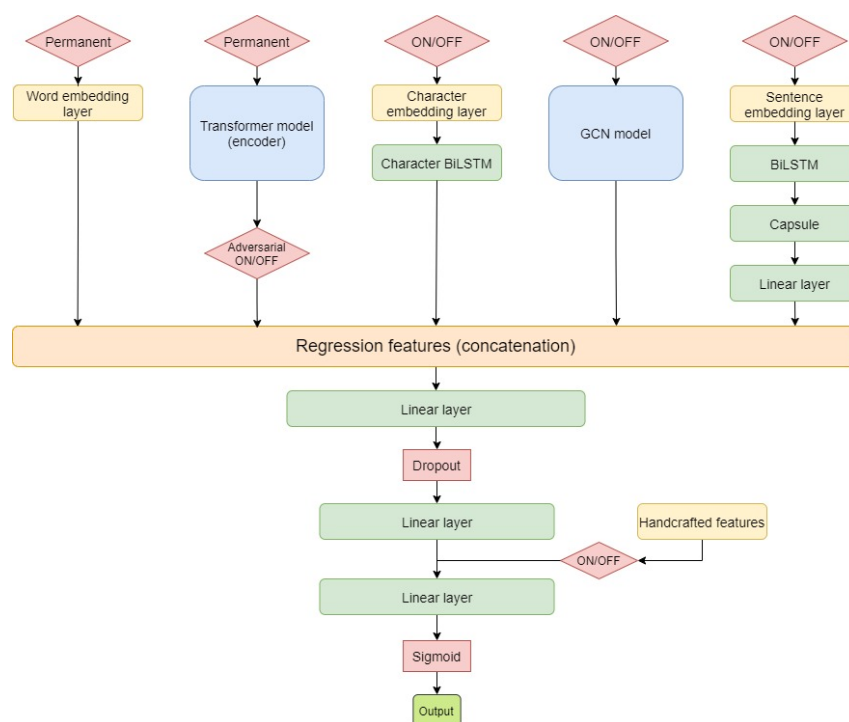 Permanent
Permanent
ON/OFF
ON/OFF
ON/OFF
Word embedding
layer
Transformer model
(encoder)
Character
embedding layer
Character BiLSTM
GCN model
Sentence
embedding layer
BiLSTM
Capsule
Linear layer
Adversarial
ON/OFF
Regression features (concatenation)
Linear layer
Dropout
Linear layer
Handcrafted features
ON/OFF
Linear layer
Sigmoid
Output